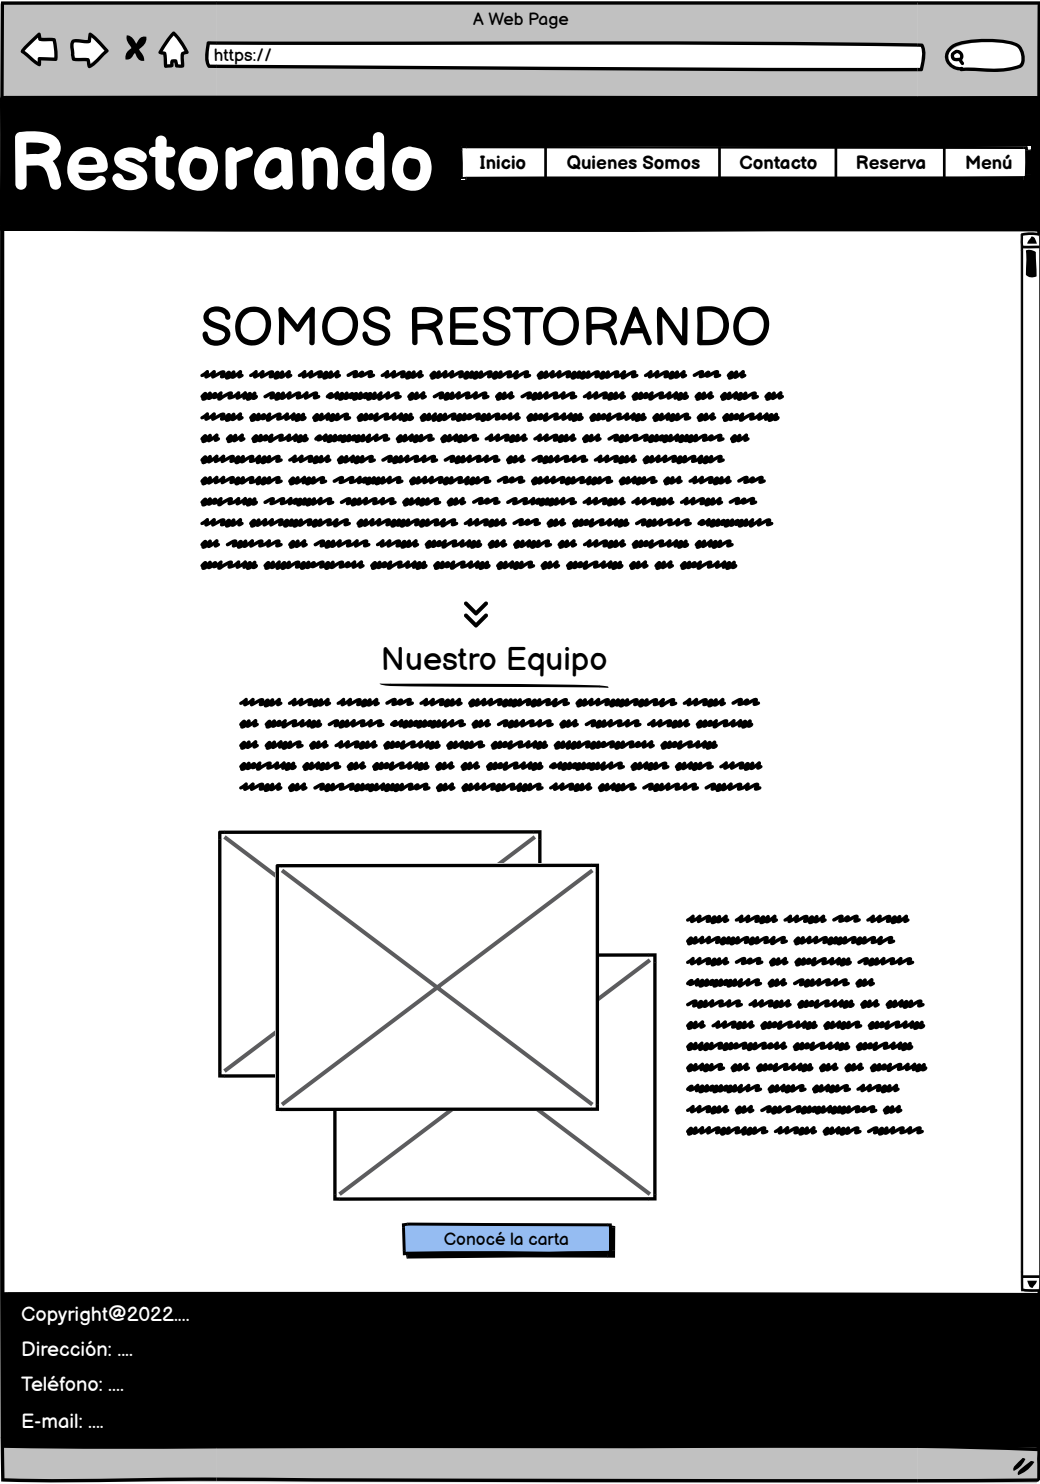 A Web Page
https://
Restorando
Inicio
Quienes Somos
Contacto
Reserva
Menú
SOMOS RESTORANDO
Nuestro Equipo
Conocé la carta
Copyright@2022....
Dirección: ....
Teléfono: ....
E-mail: ....